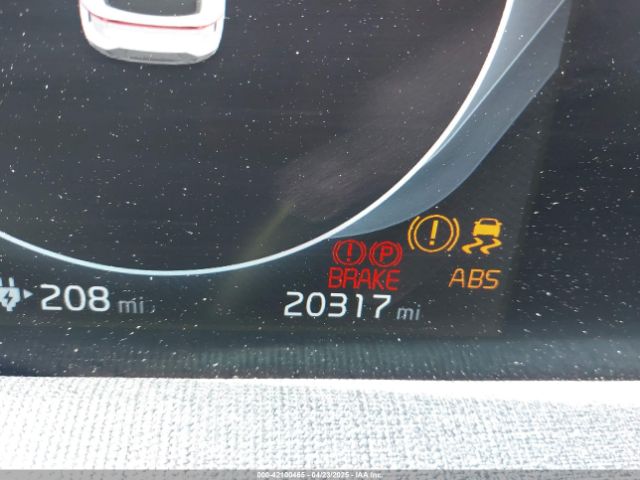 P
BRAKE ABS
208 mi 20317 mi
000-42100465 - 04/23/2025 - IAA Inc.